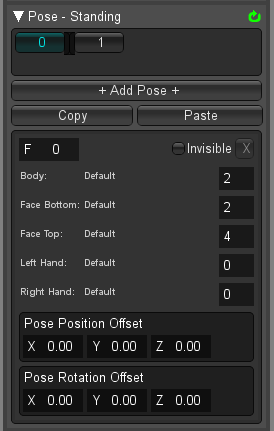 Pose - Standing
0 1
+ Add Pose +
Copy Paste
F 0 Invisible X
Body: Default 2
Face Bottom: Default 2
Face Top: Default 4
Left Hand: Default 0
Right Hand: Default 0
Pose Position Offset
X 0.00 Y 0.00 Z 0.00
Pose Rotation Offset
X 0.00 Y 0.00 Z 0.00